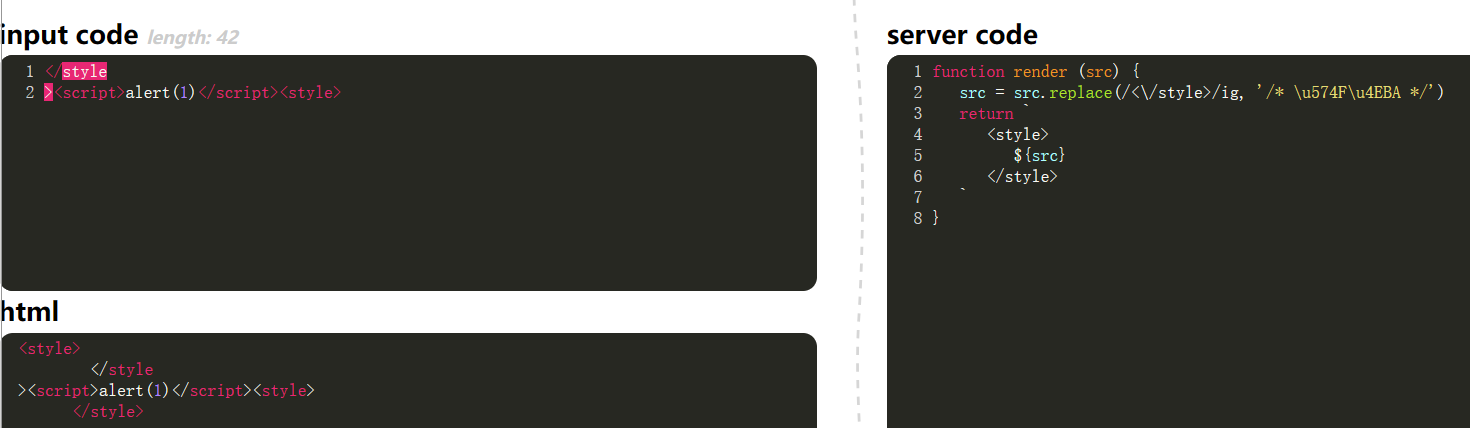 input code length: 42
1 </style
2 ><script>alert(1)</script><style>
html
<style>
</style
><script>alert(1)</script><style>
</style>
server code
1 function render (src) {
2 src = src.replace(/<\/style>/ig, '/* \u574F\u4EBA */')
3 return `
4 <style>
5 ${src}
6 </style>
7 `
8 }